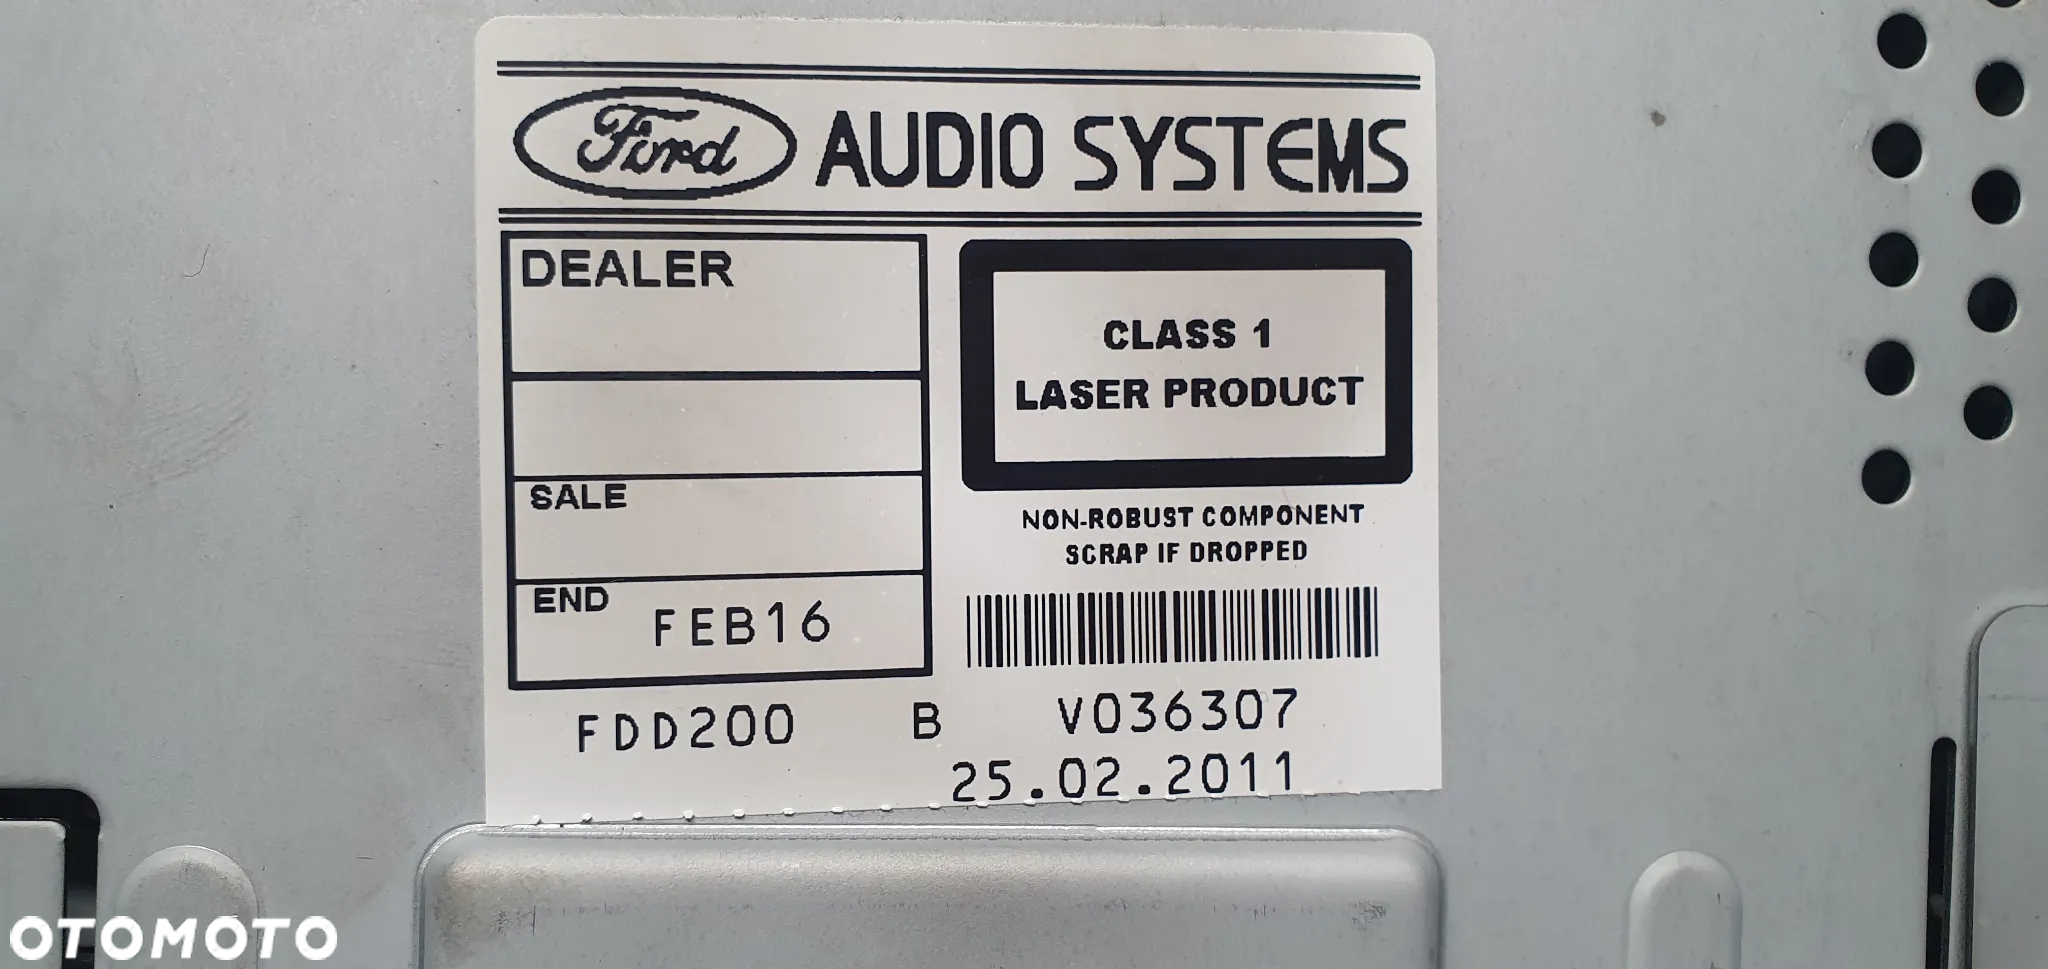 Ford AUDIO SYSTEMS
DEALER
SALE
END FEB16
CLASS 1
LASER PRODUCT
NON-ROBUST COMPONENT
SCRAP IF DROPPED
FDD200 B V036307
25.02.2011
OTOMOTO